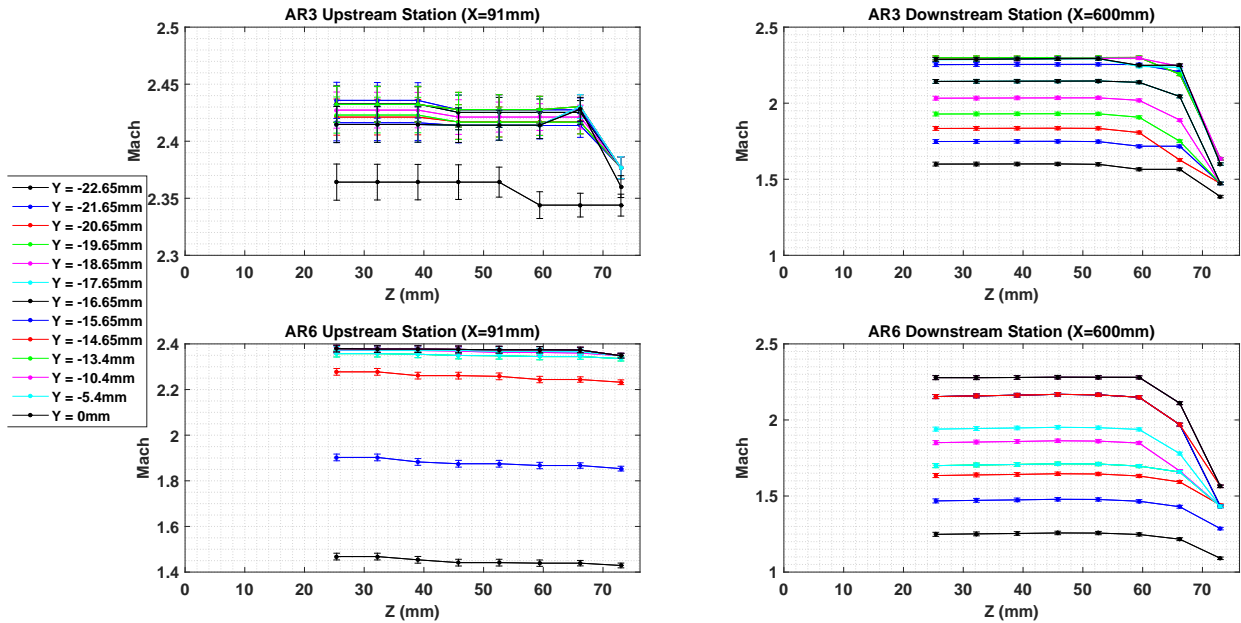 AR3 Upstream Station (X=91mm)
2.5
2.45
2.4
2.35
2.3
Mach
0 10 20 30 40 50 60 70
Z (mm)
AR3 Downstream Station (X=600mm)
2.5
2
1.5
1
Mach
0 10 20 30 40 50 60 70
Z (mm)
Y = -22.65mm
Y = -21.65mm
Y = -20.65mm
Y = -19.65mm
Y = -18.65mm
Y = -17.65mm
Y = -16.65mm
Y = -15.65mm
Y = -14.65mm
Y = -13.4mm
Y = -10.4mm
Y = -5.4mm
Y = 0mm
AR6 Upstream Station (X=91mm)
2.4
2.2
2
1.8
1.6
1.4
Mach
0 10 20 30 40 50 60 70
Z (mm)
AR6 Downstream Station (X=600mm)
2.5
2
1.5
1
Mach
0 10 20 30 40 50 60 70
Z (mm)